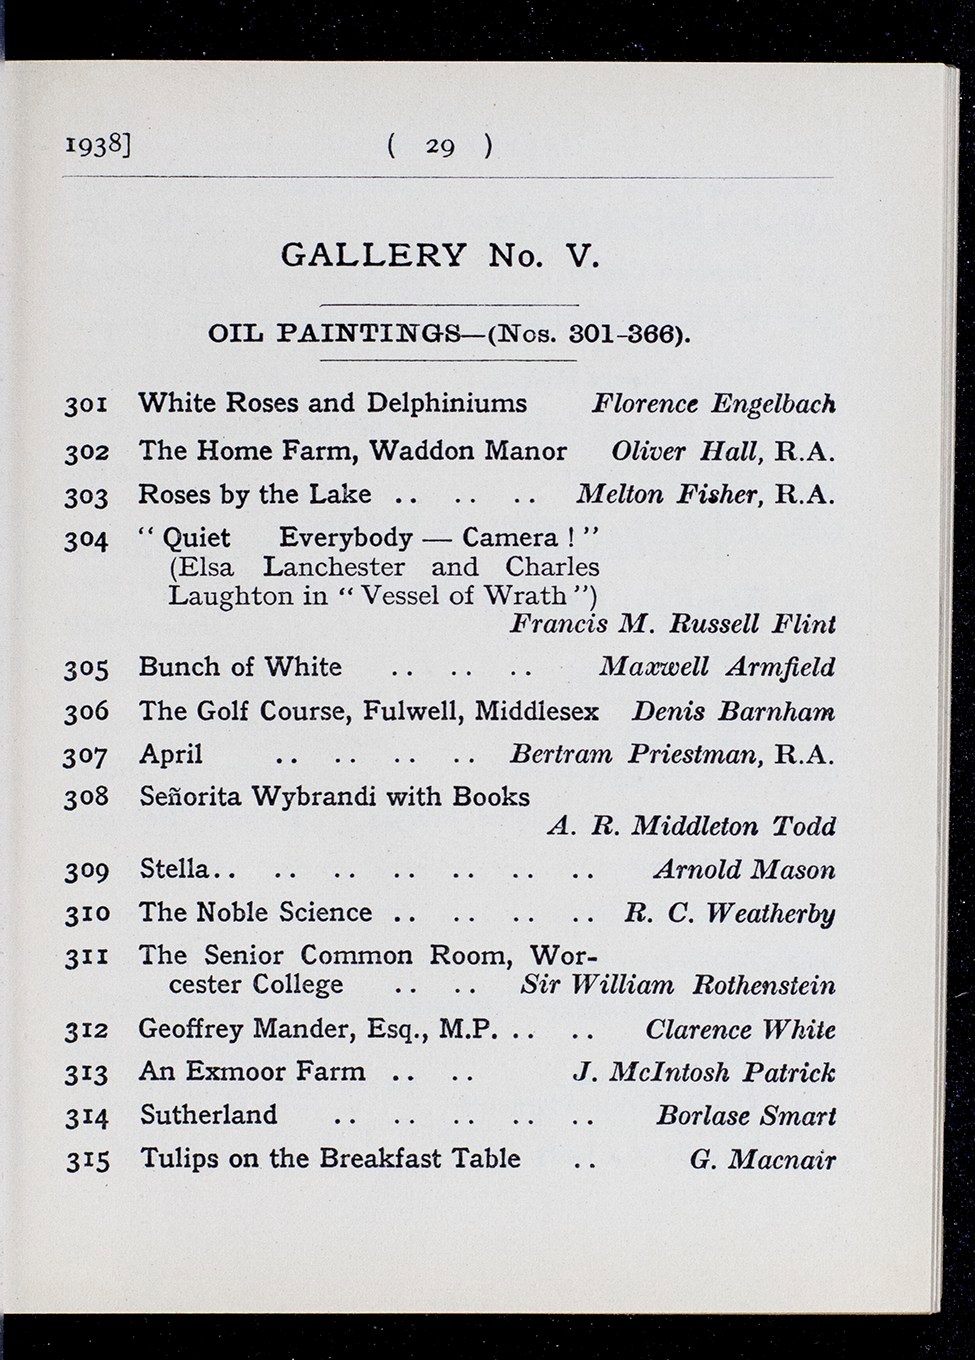 1938] ( 29 )
GALLERY No. V.
OIL PAINTINGS—(Nos. 301-366).
301 White Roses and Delphiniums Florence Engelbach
302 The Home Farm, Waddon Manor Oliver Hall, R.A.
303 Roses by the Lake .. .. .. Melton Fisher, R.A.
304 “ Quiet Everybody — Camera ! ”
(Elsa Lanchester and Charles
Laughton in “ Vessel of Wrath ”)
Francis M. Russell Flint
305 Bunch of White .. .. .. Maxwell Armfield
306 The Golf Course, Fulwell, Middlesex Denis Barnham
307 April .. .. .. .. Bertram Priestman, R.A.
308 Señorita Wybrandi with Books
A. R. Middleton Todd
309 Stella.. .. .. .. .. .. .. Arnold Mason
310 The Noble Science .. .. .. .. R. C. Weatherby
311 The Senior Common Room, Wor-
cester College .. .. Sir William Rothenstein
312 Geoffrey Mander, Esq., M.P. .. .. Clarence White
313 An Exmoor Farm .. .. J. McIntosh Patrick
314 Sutherland .. .. .. .. .. Borlase Smart
315 Tulips on the Breakfast Table .. G. Macnair